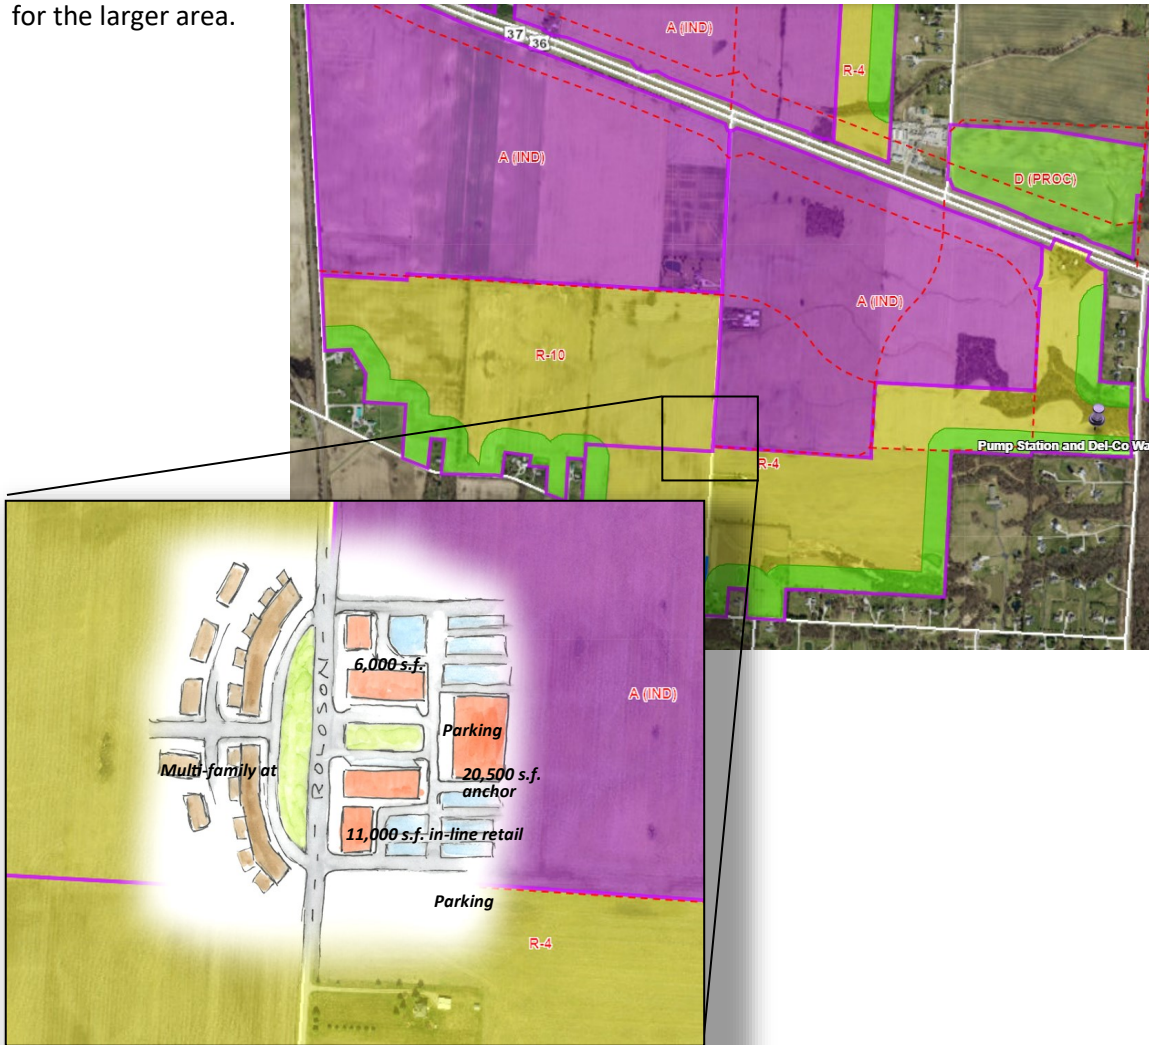 for the larger area.
37 36
A (IND)
R-4
A (IND)
D (PROC)
A (IND)
R-10
Pump Station and Del-Co Wa
R-4
ROLOSON
6,000 s.f.
A (IND)
Parking
Multi-family at
20,500 s.f.
anchor
11,000 s.f. in-line retail
Parking
R-4